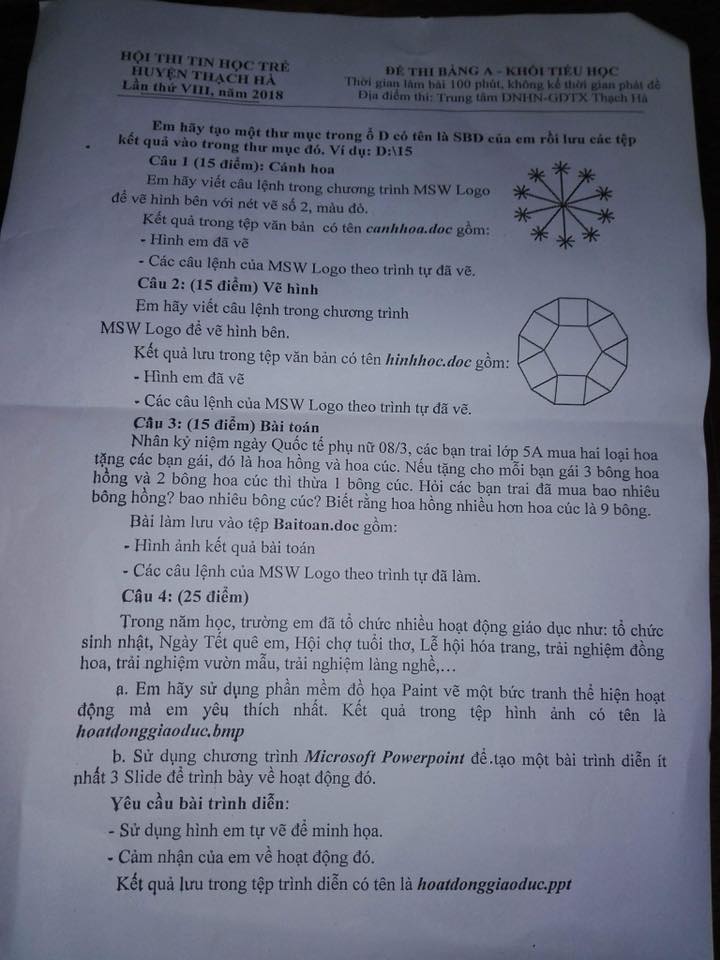 HỘI THI TIN HỌC TRẺ
HUYỆN THẠCH HÀ
Lần thứ VIII, năm 2018
ĐỀ THI BẢNG A - KHỐI TIỂU HỌC
Thời gian làm bài 100 phút, không kể thời gian phát đề
Địa điểm thi: Trung tâm DNHN-GDTX Thạch Hà
Em hãy tạo một thư mục trong ổ D có tên là SBD của em rồi lưu các tệp
kết quả vào trong thư mục đó. Ví dụ: D:\15
Câu 1 (15 điểm): Cánh hoa
Em hãy viết câu lệnh trong chương trình MSW Logo
để vẽ hình bên với nét vẽ số 2, màu đỏ.
Kết quả trong tệp văn bản có tên canhhoa.doc gồm:
- Hình em đã vẽ
- Các câu lệnh của MSW Logo theo trình tự đã vẽ.
Câu 2: (15 điểm) Vẽ hình
Em hãy viết câu lệnh trong chương trình
MSW Logo để vẽ hình bên.
Kết quả lưu trong tệp văn bản có tên hinhhoc.doc gồm:
- Hình em đã vẽ
- Các câu lệnh của MSW Logo theo trình tự đã vẽ.
Câu 3: (15 điểm) Bài toán
Nhân kỷ niệm ngày Quốc tế phụ nữ 08/3, các bạn trai lớp 5A mua hai loại hoa
tặng các bạn gái, đó là hoa hồng và hoa cúc. Nếu tặng cho mỗi bạn gái 3 bông hoa
hồng và 2 bông hoa cúc thì thừa 1 bông cúc. Hỏi các bạn trai đã mua bao nhiêu
bông hồng? bao nhiêu bông cúc? Biết rằng hoa hồng nhiều hơn hoa cúc là 9 bông.
Bài làm lưu vào tệp Baitoan.doc gồm:
- Hình ảnh kết quả bài toán
- Các câu lệnh của MSW Logo theo trình tự đã làm.
Câu 4: (25 điểm)
Trong năm học, trường em đã tổ chức nhiều hoạt động giáo dục như: tổ chức
sinh nhật, Ngày Tết quê em, Hội chợ tuổi thơ, Lễ hội hóa trang, trải nghiệm đồng
hoa, trải nghiệm vườn mẫu, trải nghiệm làng nghề,...
a. Em hãy sử dụng phần mềm đồ họa Paint vẽ một bức tranh thể hiện hoạt
động mà em yêu thích nhất. Kết quả trong tệp hình ảnh có tên là
hoatdonggiaoduc.bmp
b. Sử dụng chương trình Microsoft Powerpoint để tạo một bài trình diễn ít
nhất 3 Slide để trình bày về hoạt động đó.
Yêu cầu bài trình diễn:
- Sử dụng hình em tự vẽ để minh họa.
- Cảm nhận của em về hoạt động đó.
Kết quả lưu trong tệp trình diễn có tên là hoatdonggiaoduc.ppt